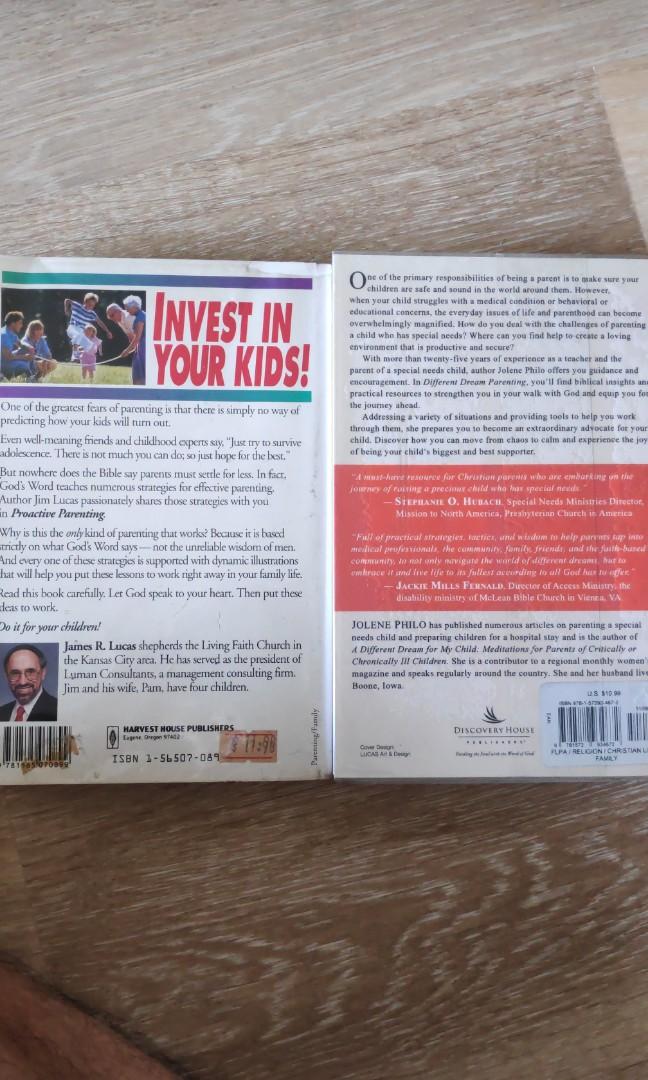 INVEST IN
YOUR KIDS!
One of the greatest fears of parenting is that there is simply no way of
predicting how your kids will turn out.
Even well-meaning friends and childhood experts say, "Just try to survive
adolescence. There is not much you can do; so just hope for the best."
But nowhere does the Bible say parents must settle for less. In fact,
God's Word teaches numerous strategies for effective parenting.
Author Jim Lucas passionately shares those strategies with you
in Proactive Parenting.
Why is this the only kind of parenting that works? Because it is based
strictly on what God's Word says — not the unreliable wisdom of men.
And every one of these strategies is supported with dynamic illustrations
that will help you put these lessons to work right away in your family life.
Read this book carefully. Let God speak to your heart. Then put these
ideas to work.
Do it for your children!
James R. Lucas shepherds the Living Faith Church in
the Kansas City area. He has served as the president of
Luman Consultants, a management consulting firm.
Jim and his wife, Pam, have four children.
HARVEST HOUSE PUBLISHERS
Eugene, Oregon 97402
ISBN 1-56507-089
Parenting/Family
One of the primary responsibilities of being a parent is to make sure your
children are safe and sound in the world around them. However,
when your child struggles with a medical condition or behavioral or
educational concerns, the everyday issues of life and parenthood can become
overwhelmingly magnified. How do you deal with the challenges of parenting
a child who has special needs? Where can you find help to create a loving
environment that is productive and secure?
With more than twenty-five years of experience as a teacher and the
parent of a special needs child, author Jolene Philo offers you guidance and
encouragement. In Different Dream Parenting, you'll find biblical insights and
practical resources to strengthen you in your walk with God and equip you for
the journey ahead.
Addressing a variety of situations and providing tools to help you work
through them, she prepares you to become an extraordinary advocate for your
child. Discover how you can move from chaos to calm and experience the joy
of being your child's biggest and best supporter.
"A must-have resource for Christian parents who are embarking on the
journey of raising a precious child who has special needs."
— STEPHANIE O. HUBACH, Special Needs Ministries Director,
Mission to North America, Presbyterian Church in America
"Full of practical strategies, tactics, and wisdom to help parents tap into
medical professionals, the community, family, friends, and the faith-based
community, to not only navigate the world of different dreams, but to
embrace it and live life to its fullest according to all God has to offer."
— JACKIE MILLS FERNALD, Director of Access Ministry, the
disability ministry of McLean Bible Church in Vienna, VA
JOLENE PHILO has published numerous articles on parenting a special
needs child and preparing children for a hospital stay and is the author of
A Different Dream for My Child: Meditations for Parents of Critically or
Chronically Ill Children. She is a contributor to a regional monthly women's
magazine and speaks regularly around the country. She and her husband live
Boone, Iowa.
Cover Design:
LUCAS Art & Design
DISCOVERY HOUSE
PUBLISHERS
Feeding the Soul with the Word of God
U.S. $10.99
ISBN 978-1-57293-467-2
FLPA / RELIGION / CHRISTIAN LI
FAMILY